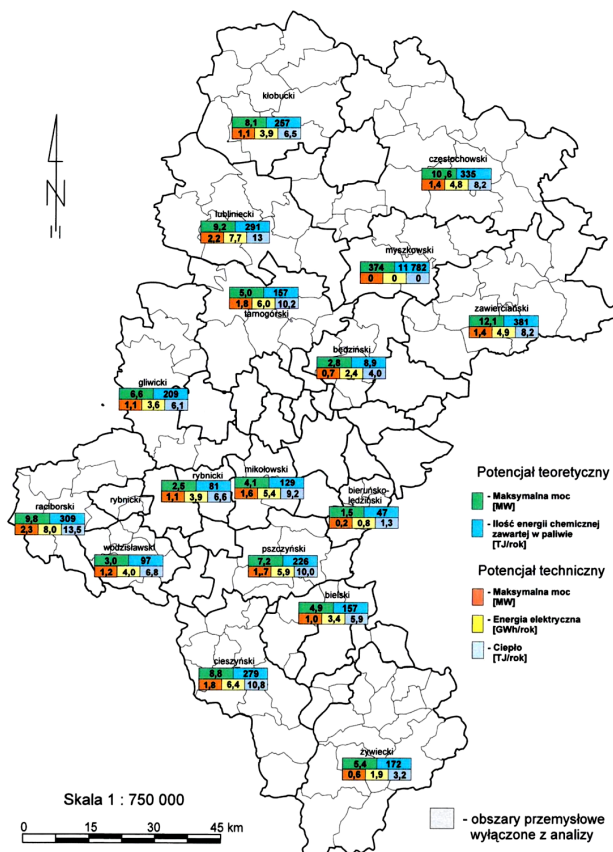 kłobucki
8,1 257
1,1 3,9 6,5
częstochowski
10,6 335
1,4 4,8 8,2
lubliniecki
9,2 291
2,2 7,7 13
N
myszkowski
374 11 782
0 0 0
5,0 157
1,8 6,0 10,2
tarnogórski
zawierciański
12,1 381
1,4 4,9 8,2
będziński
2,8 8,9
0,7 2,4 4,0
gliwicki
6,6 209
1,1 3,6 6,1
mikołowski
4,1 129
1,6 5,4 9,2
rybnicki
2,5 81
1,1 3,9 6,6
rybnicki
bieruńsko-
lędziński
1,5 47
0,2 0,8 1,3
raciborski
9,8 309
2,3 8,0 13,5
wodzisławski
3,0 97
1,2 4,0 6,8
pszczyński
7,2 226
1,7 5,9 10,0
bielski
4,9 157
1,0 3,4 5,9
cieszyński
8,8 279
1,8 6,4 10,8
żywiecki
5,4 172
0,6 1,9 3,2
Potencjał teoretyczny
- Maksymalna moc
[MW]
- Ilość energii chemicznej
zawartej w paliwie
[TJ/rok]
Potencjał techniczny
- Maksymalna moc
[MW]
- Energia elektryczna
[GWh/rok]
- Ciepło
[TJ/rok]
Skala 1 : 750 000
0 15 30 45 km
- obszary przemysłowe
wyłączone z analizy